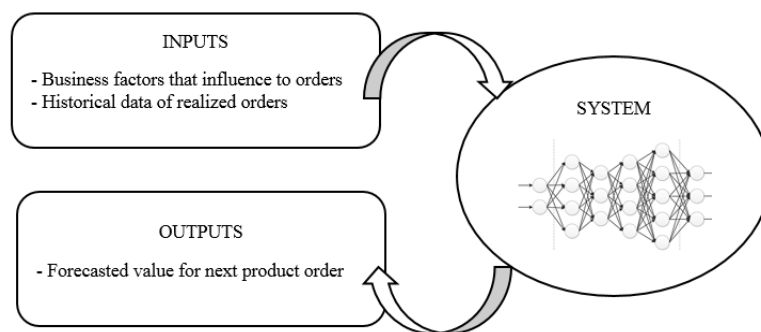 INPUTS
- Business factors that influence to orders
- Historical data of realized orders
SYSTEM
OUTPUTS
- Forecasted value for next product order